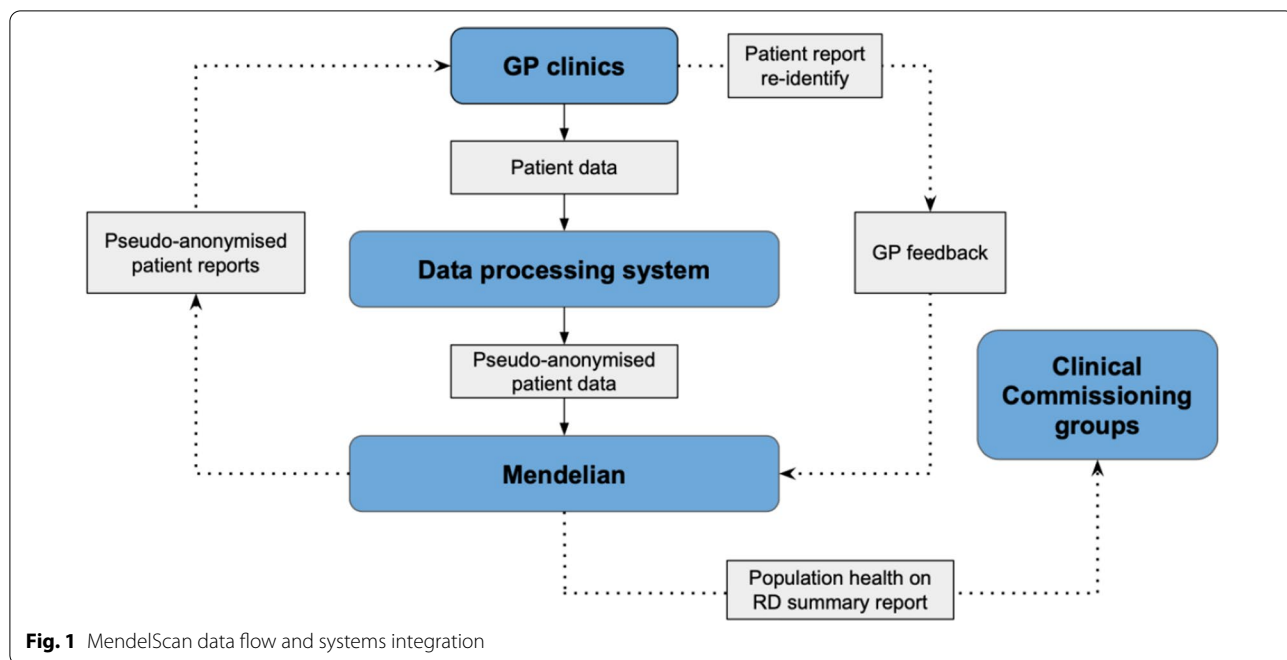 GP clinics
Patient report
re-identify
Patient data
Pseudo-anonymised
patient reports
GP feedback
Data processing system
Pseudo-anonymised
patient data
Clinical
Commissioning
groups
Mendelian
Population health on
RD summary report
Fig. 1 MendelScan data flow and systems integration